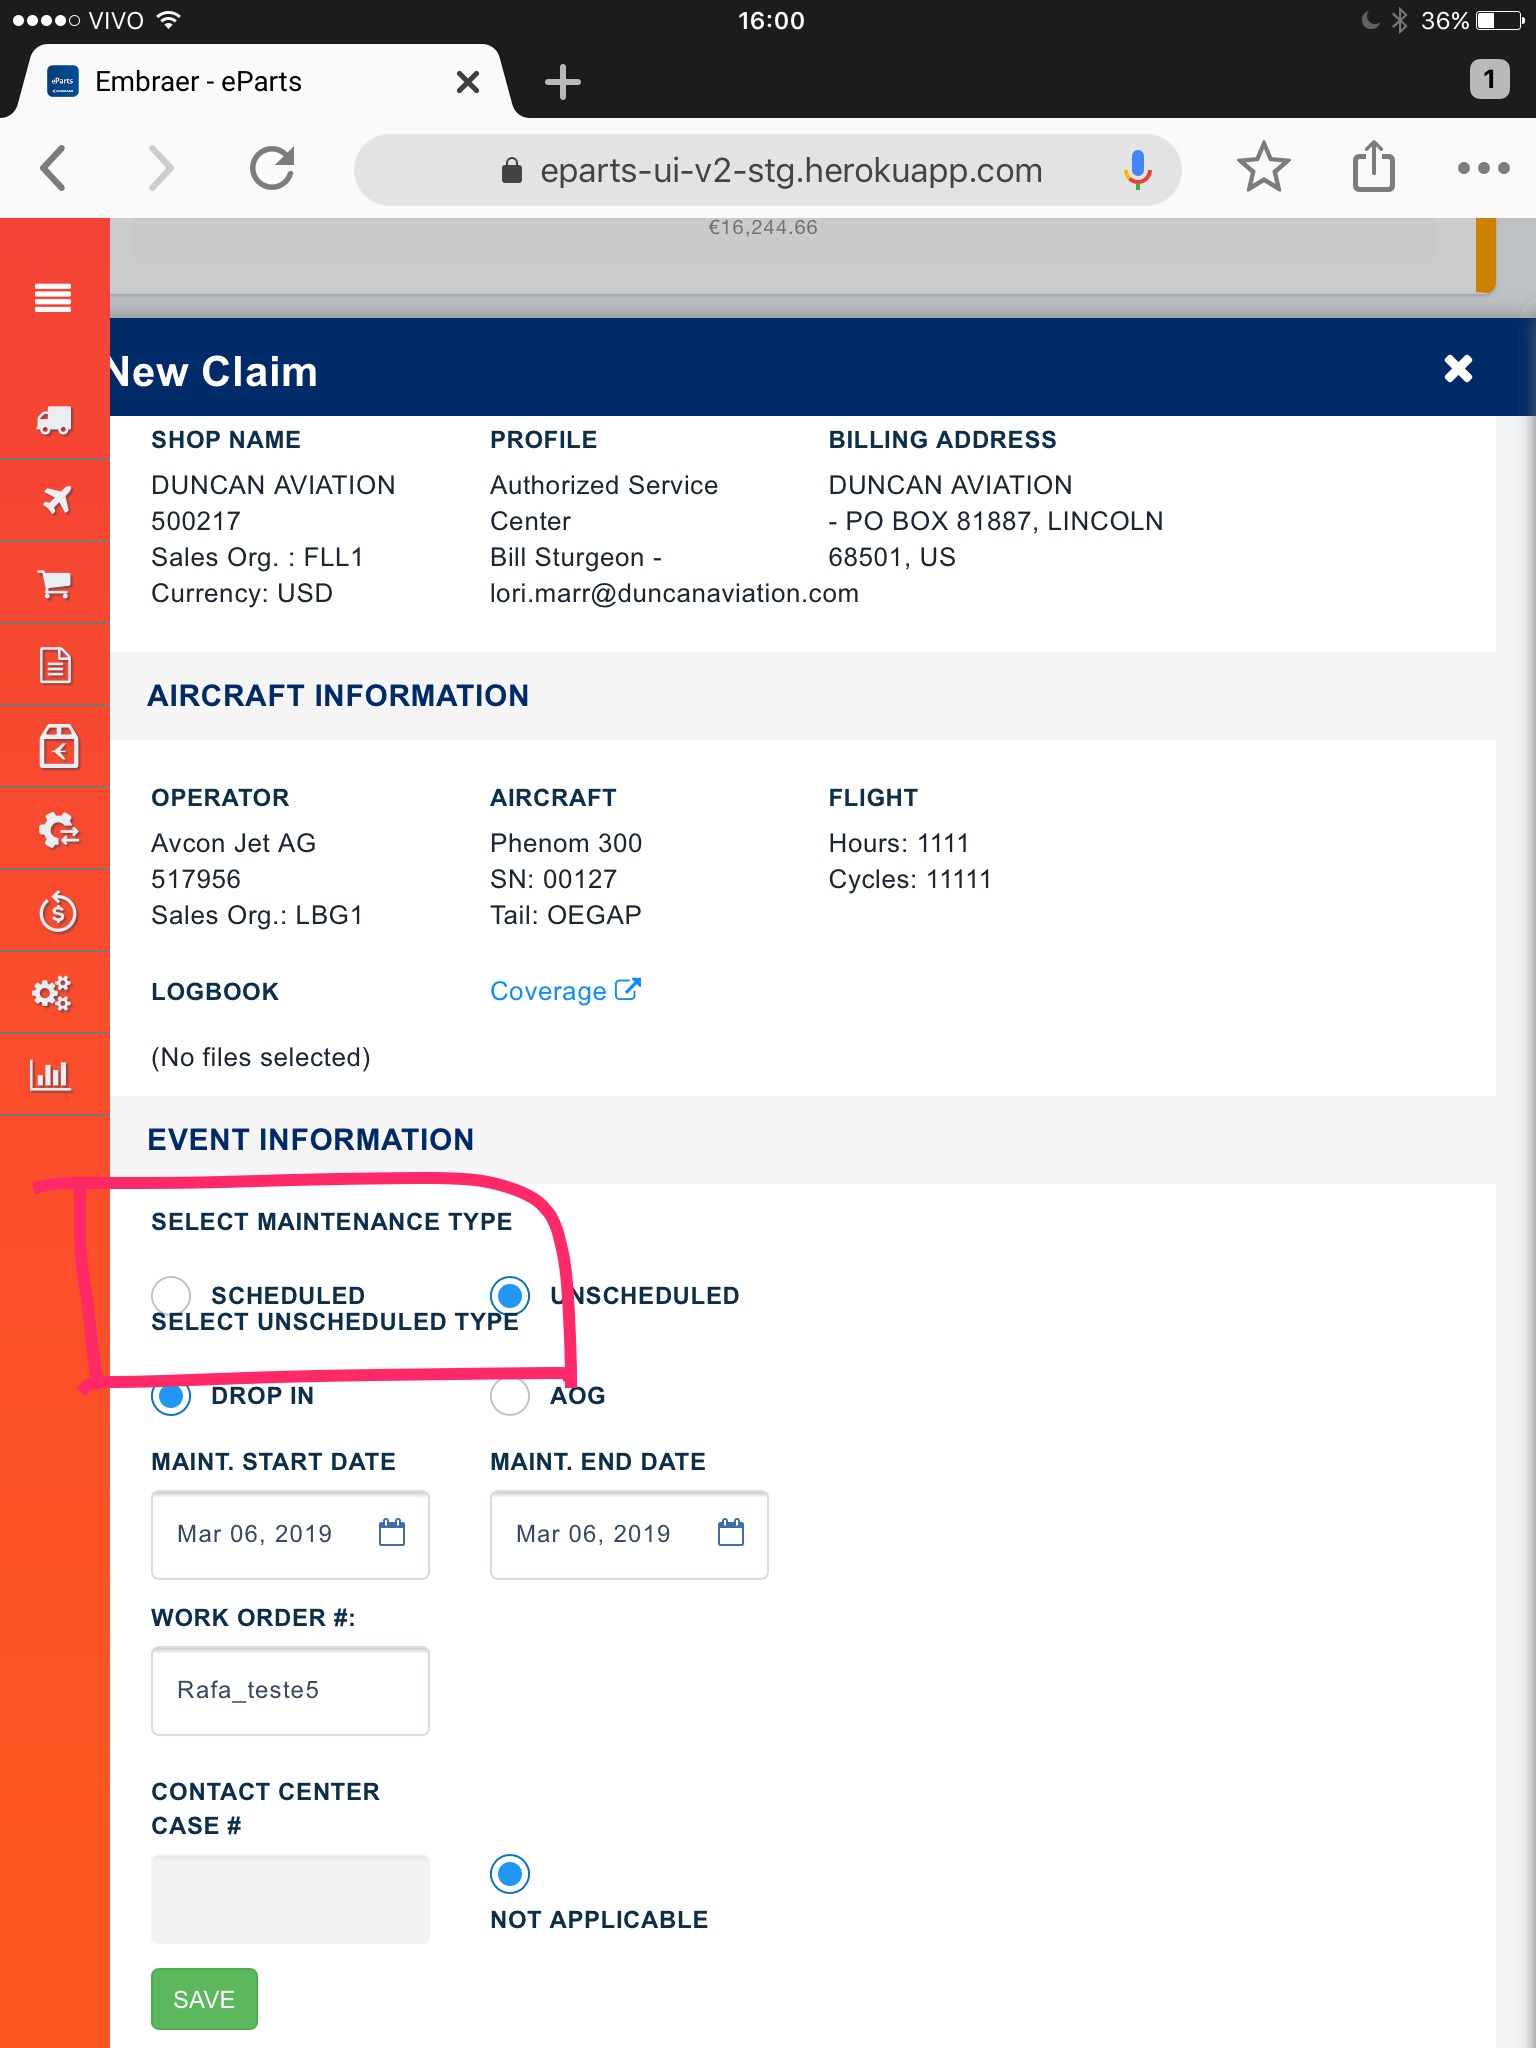 VIVO 16:00 36%
eParts Embraer - eParts 1
eparts-ui-v2-stg.herokuapp.com
€16,244.66
New Claim
SHOP NAME PROFILE BILLING ADDRESS
DUNCAN AVIATION Authorized Service DUNCAN AVIATION
500217 Center - PO BOX 81887, LINCOLN
Sales Org. : FLL1 Bill Sturgeon - 68501, US
Currency: USD lori.marr@duncanaviation.com
AIRCRAFT INFORMATION
OPERATOR AIRCRAFT FLIGHT
Avcon Jet AG Phenom 300 Hours: 1111
517956 SN: 00127 Cycles: 11111
Sales Org.: LBG1 Tail: OEGAP
LOGBOOK Coverage
(No files selected)
EVENT INFORMATION
SELECT MAINTENANCE TYPE
SCHEDULED UNSCHEDULED
SELECT UNSCHEDULED TYPE
DROP IN AOG
MAINT. START DATE MAINT. END DATE
Mar 06, 2019 Mar 06, 2019
WORK ORDER #:
Rafa_teste5
CONTACT CENTER
CASE #
NOT APPLICABLE
SAVE